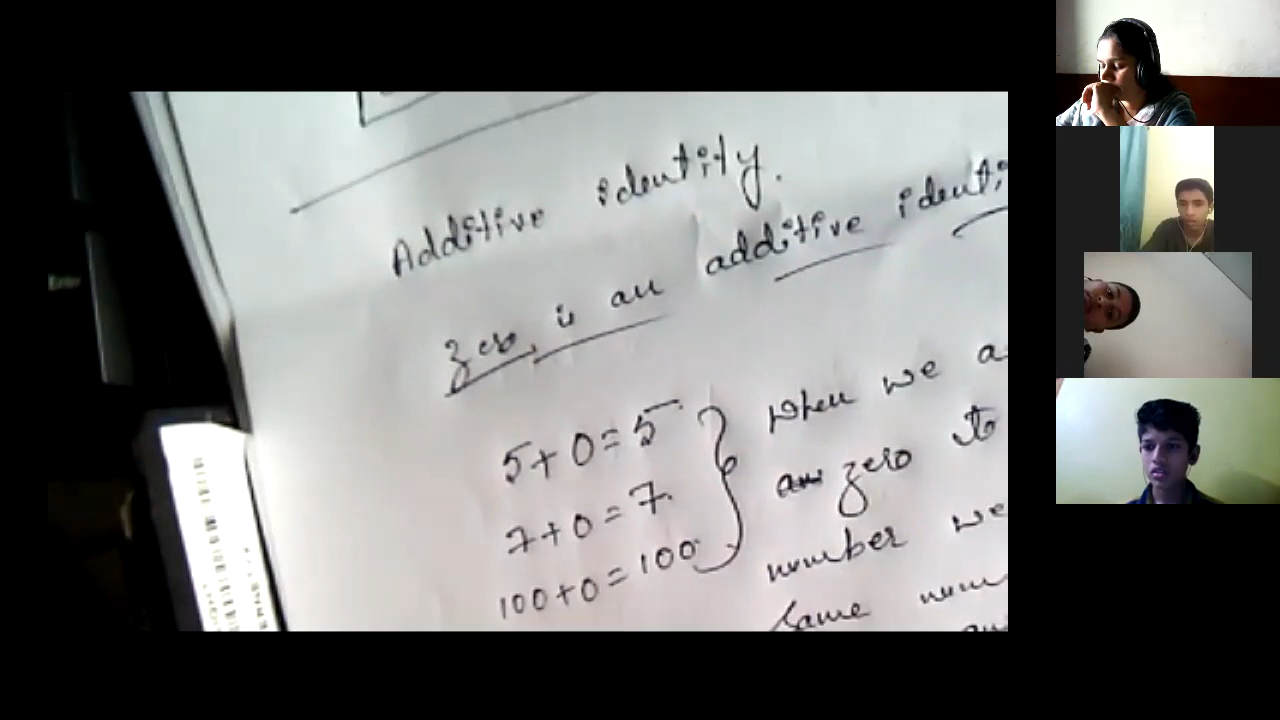 Additive identity.
zero is an additive identi
5+0=5
7+0=7.
100+0=100
When we a
zero to
number we
same num